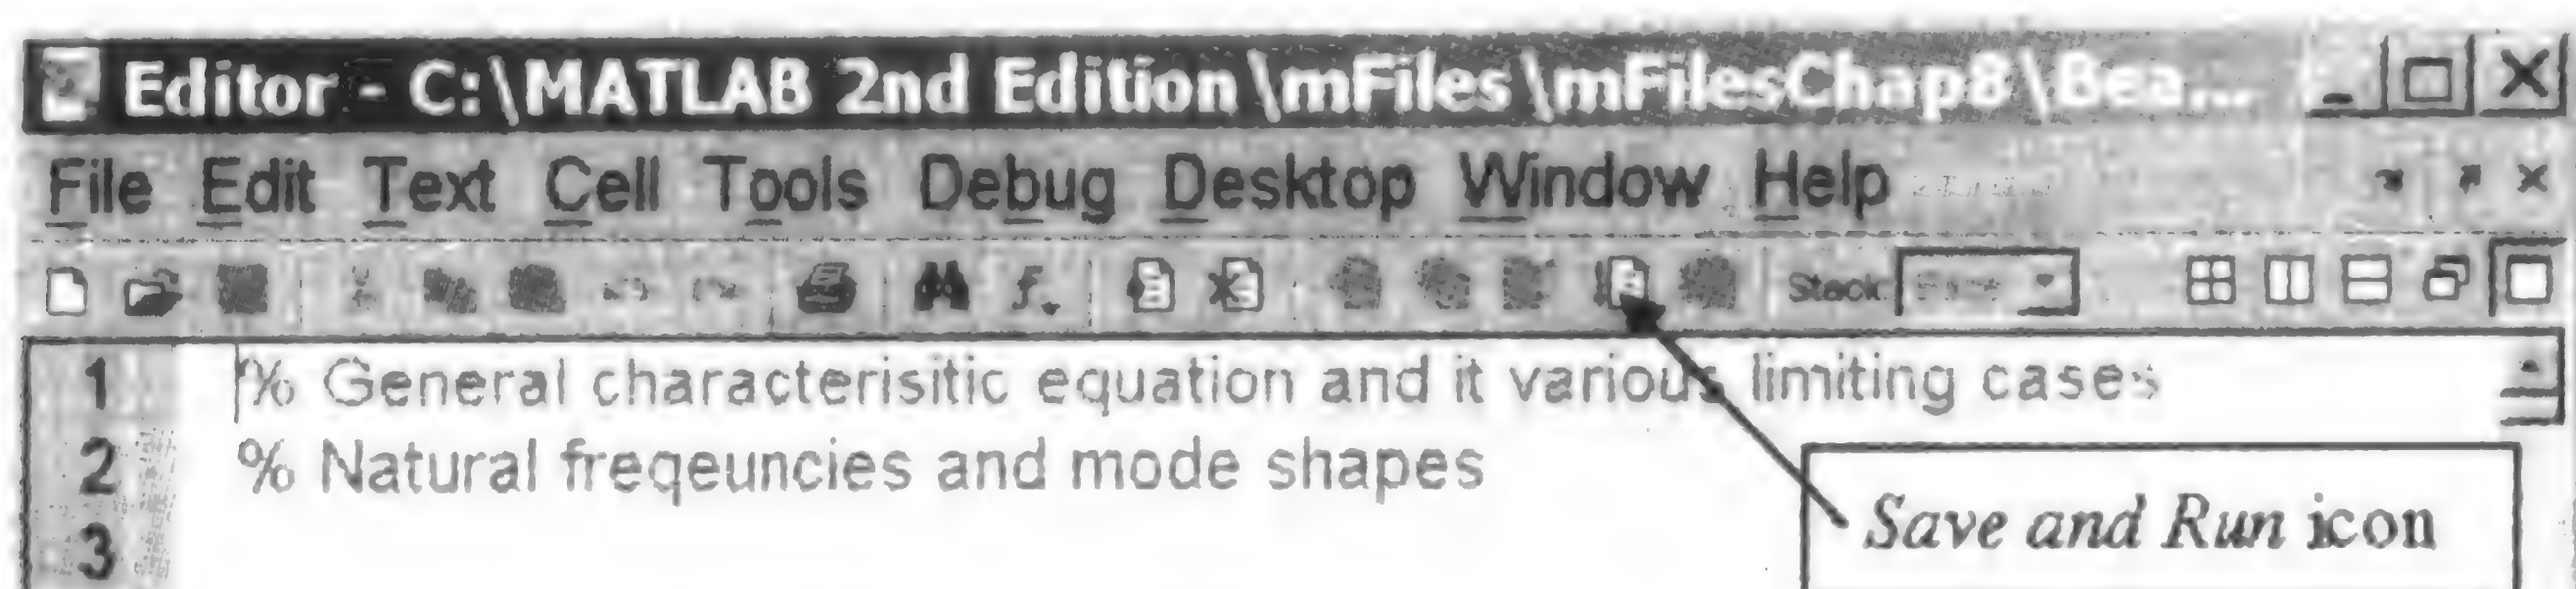 Editor - C:\MATLAB 2nd Edition\mFiles\mFilesChap8\Bea...
File Edit Text Cell Tools Debug Desktop Window Help
Stack
1 % General characterisitic equation and it various limiting cases
2 % Natural freqeuncies and mode shapes
Save and Run icon
3